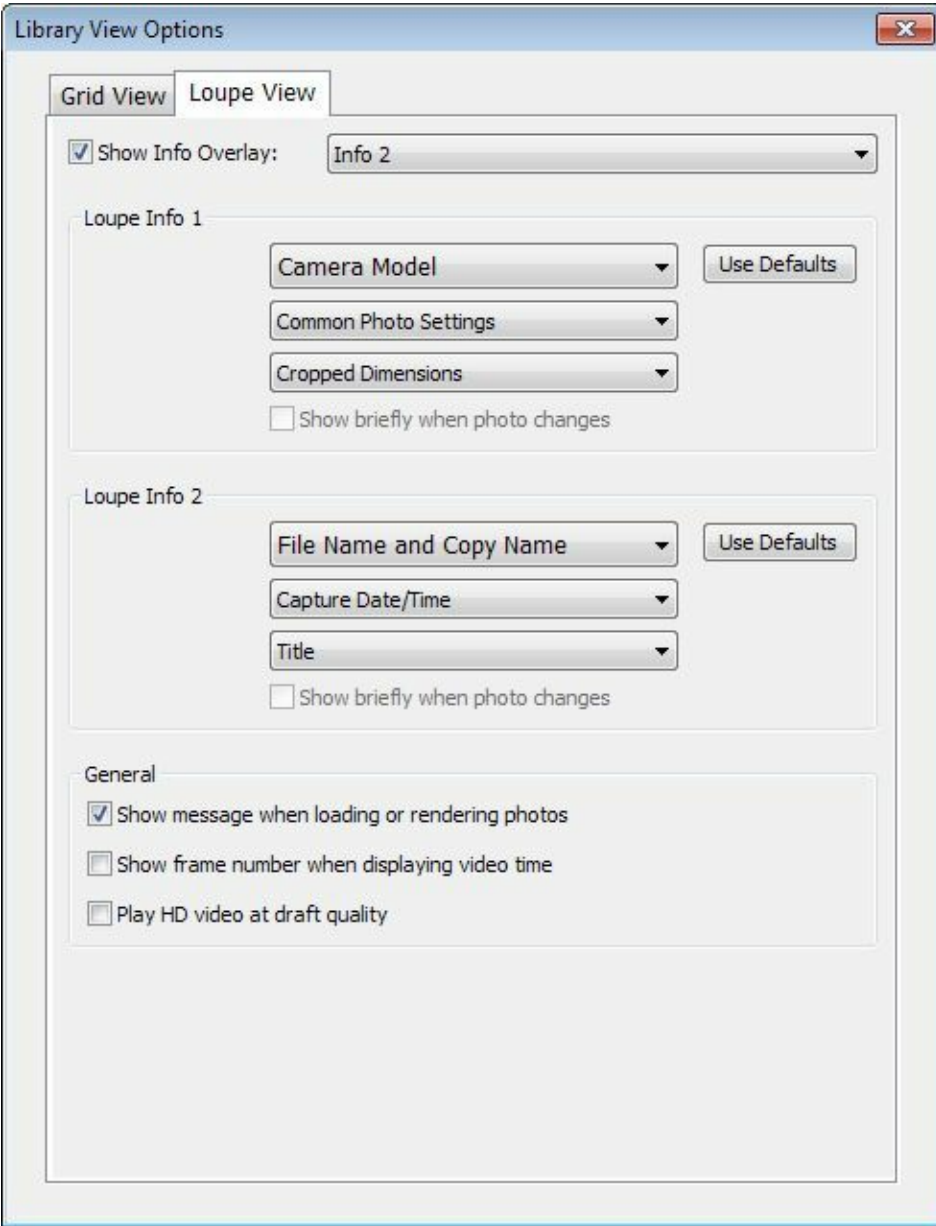 Library View Options
Grid View Loupe View
Show Info Overlay: Info 2
Loupe Info 1
Camera Model Use Defaults
Common Photo Settings
Cropped Dimensions
Show briefly when photo changes
Loupe Info 2
File Name and Copy Name Use Defaults
Capture Date/Time
Title
Show briefly when photo changes
General
Show message when loading or rendering photos
Show frame number when displaying video time
Play HD video at draft quality